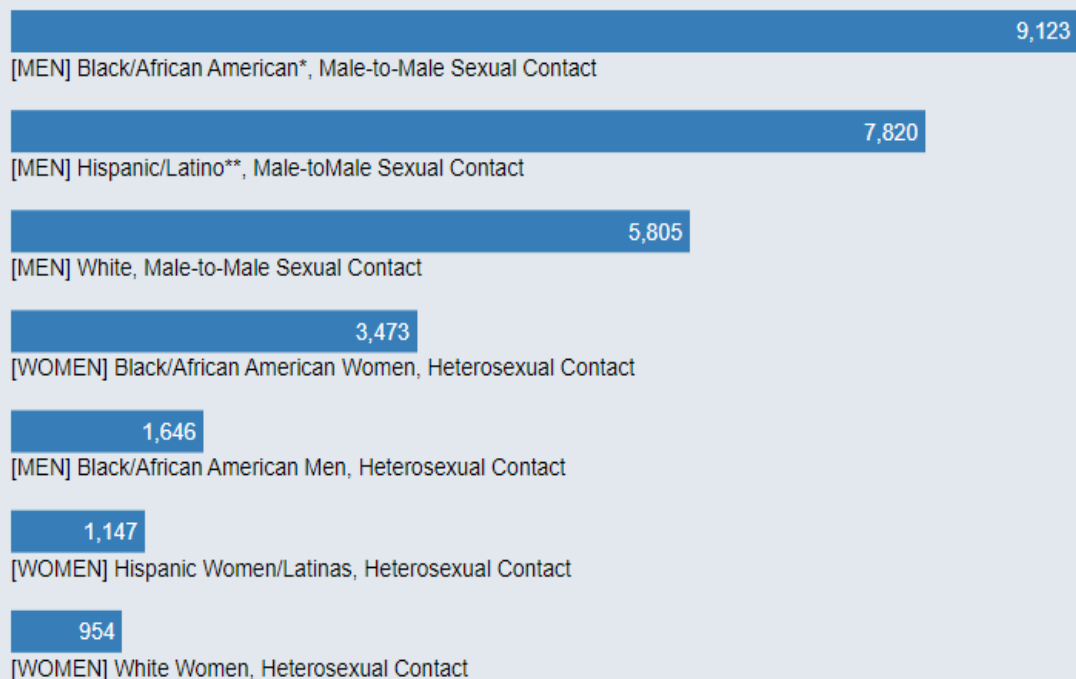 9,123
[MEN] Black/African American*, Male-to-Male Sexual Contact
7,820
[MEN] Hispanic/Latino**, Male-toMale Sexual Contact
5,805
[MEN] White, Male-to-Male Sexual Contact
3,473
[WOMEN] Black/African American Women, Heterosexual Contact
1,646
[MEN] Black/African American Men, Heterosexual Contact
1,147
[WOMEN] Hispanic Women/Latinas, Heterosexual Contact
954
[WOMEN] White Women, Heterosexual Contact